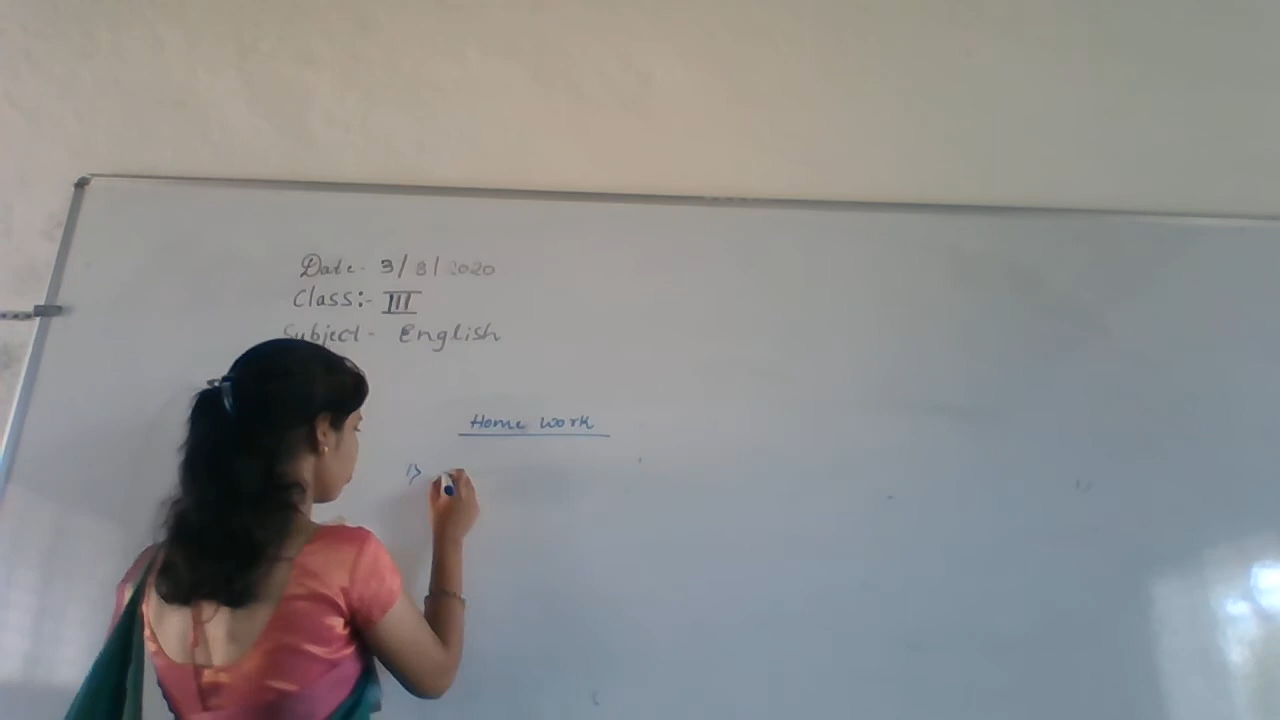 Date - 3/8/2020
Class:- III
Subject - English
Home work
1)